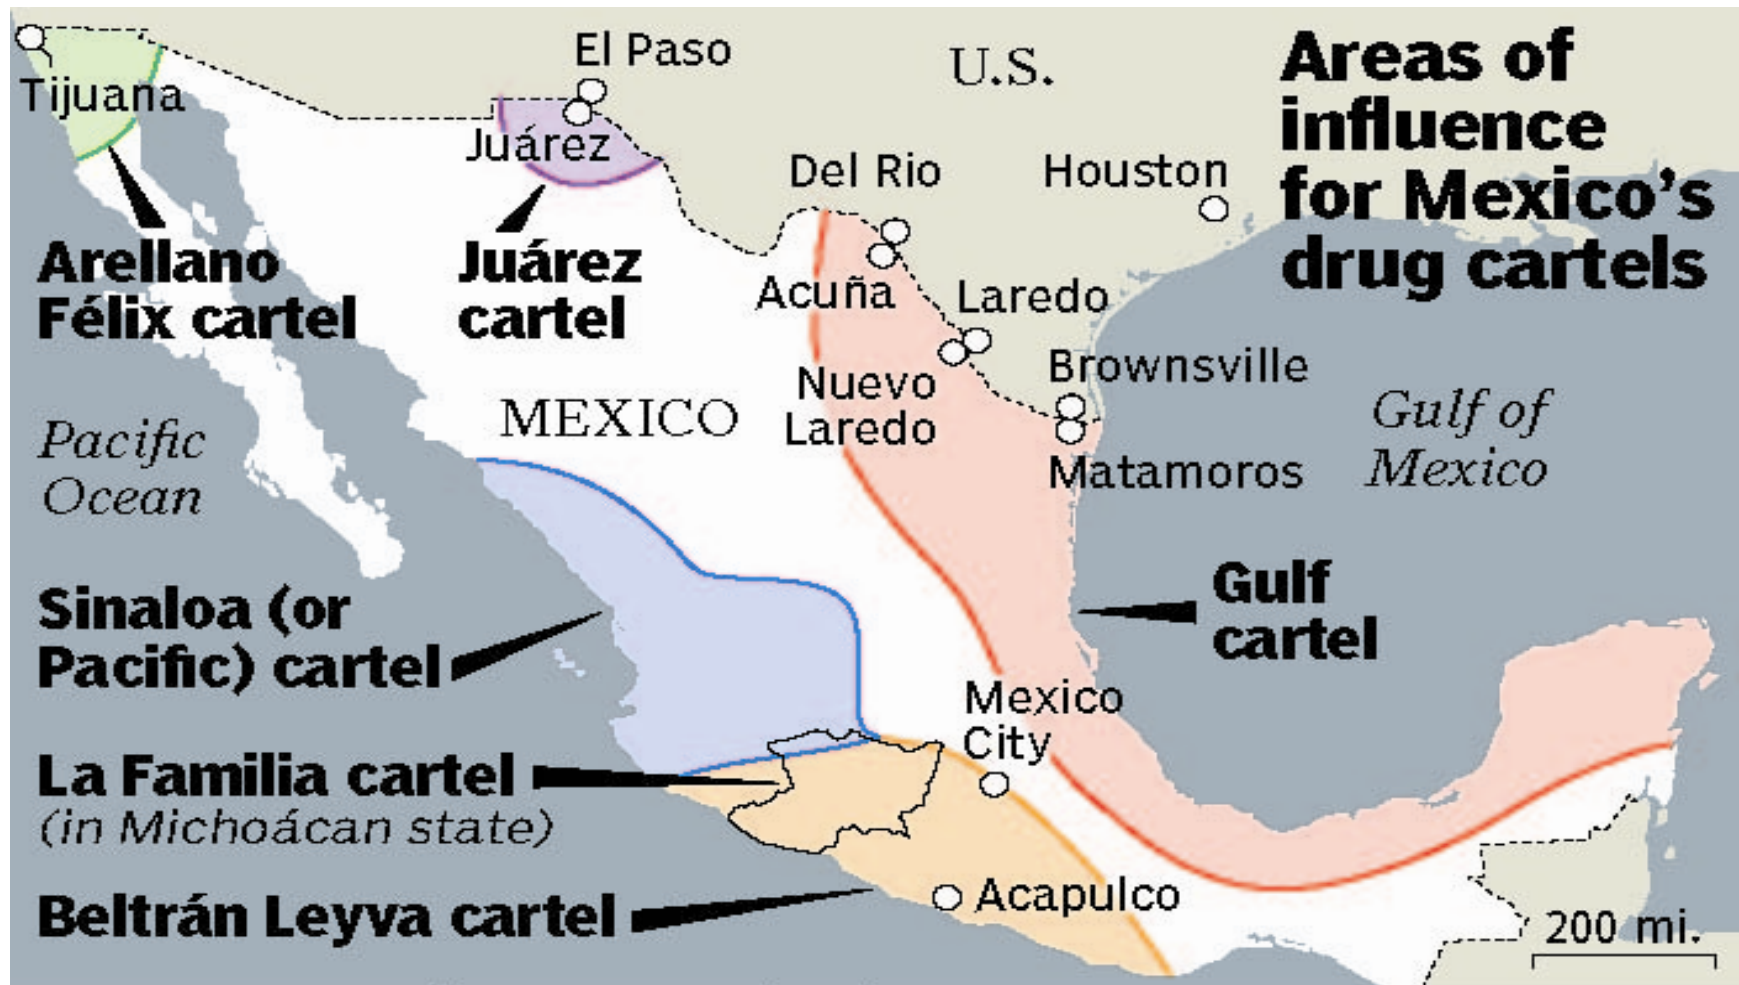 Areas of
influence
for Mexico's
drug cartels
U.S.
El Paso
Tijuana
Juárez
Del Rio
Houston
Arellano
Félix cartel
Juárez
cartel
Acuña
Laredo
Nuevo
Laredo
Brownsville
Matamoros
MEXICO
Pacific
Ocean
Gulf of
Mexico
Sinaloa (or
Pacific) cartel
Gulf
cartel
Mexico
City
La Familia cartel
(in Michoácan state)
Beltrán Leyva cartel
Acapulco
200 mi.